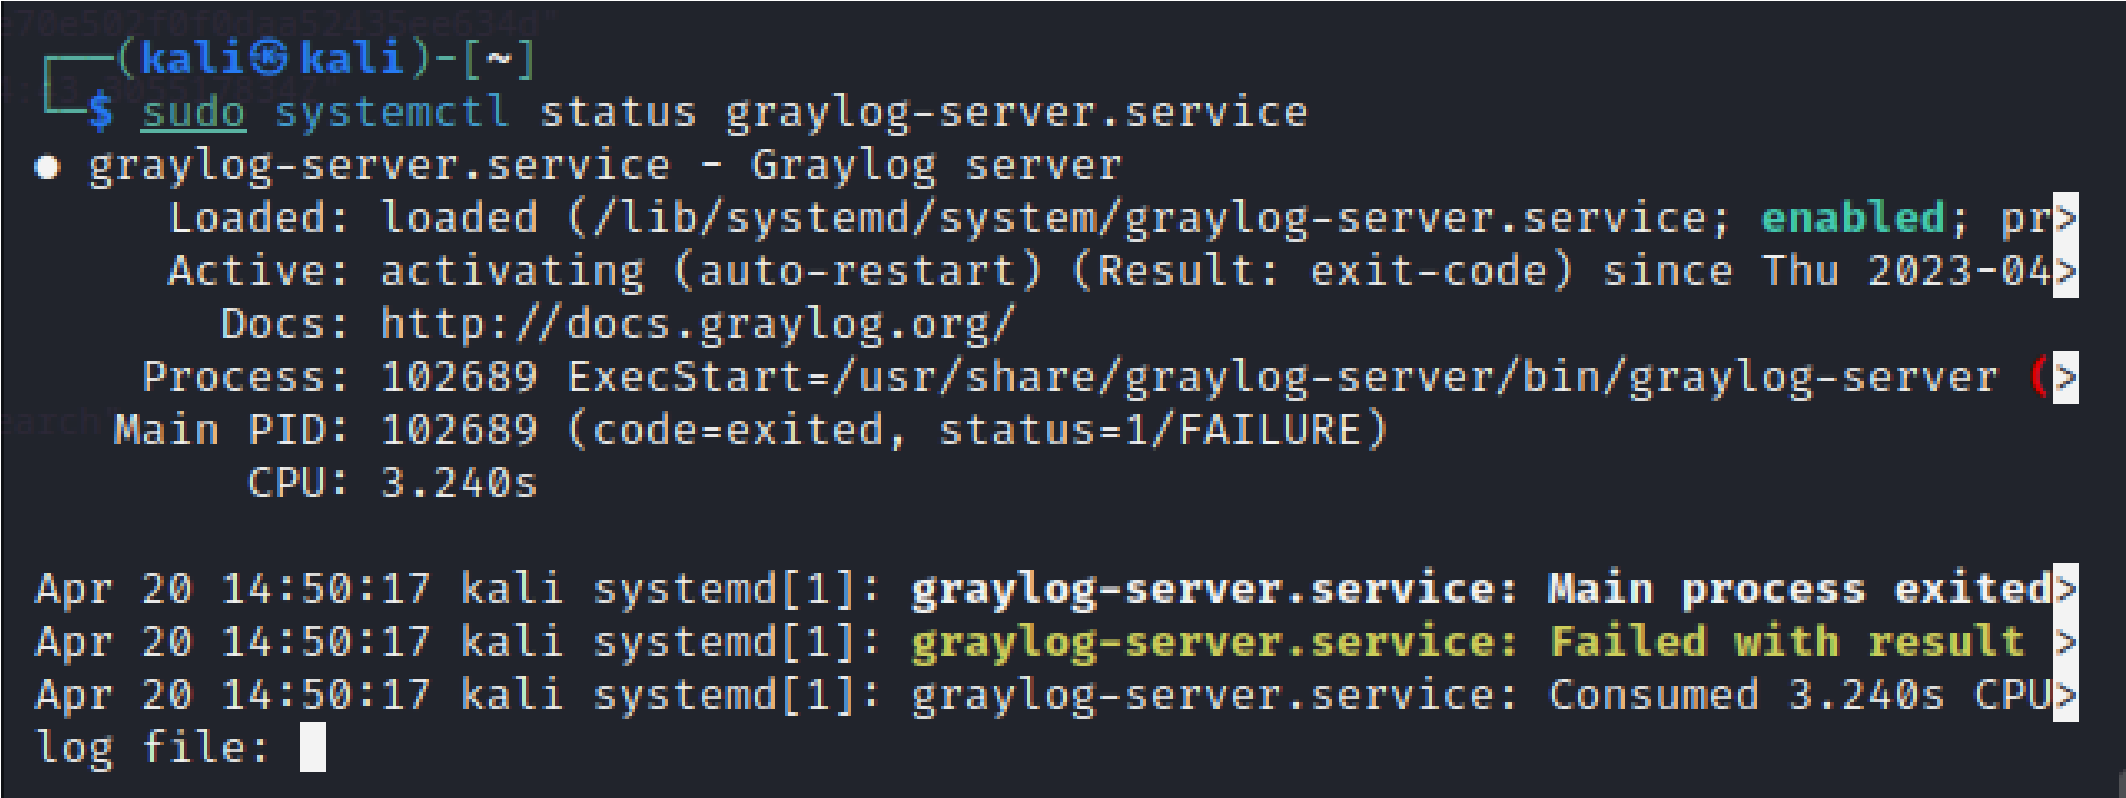 e70e502f0f0daa52435ee634d"
┌──(kali㉿kali)-[~]
└─$ sudo systemctl status graylog-server.service
● graylog-server.service - Graylog server
Loaded: loaded (/lib/systemd/system/graylog-server.service; enabled; pr>
Active: activating (auto-restart) (Result: exit-code) since Thu 2023-04>
Docs: http://docs.graylog.org/
Process: 102689 ExecStart=/usr/share/graylog-server/bin/graylog-server (>
earch"
Main PID: 102689 (code=exited, status=1/FAILURE)
CPU: 3.240s
Apr 20 14:50:17 kali systemd[1]: graylog-server.service: Main process exited>
Apr 20 14:50:17 kali systemd[1]: graylog-server.service: Failed with result >
Apr 20 14:50:17 kali systemd[1]: graylog-server.service: Consumed 3.240s CPU>
log file: